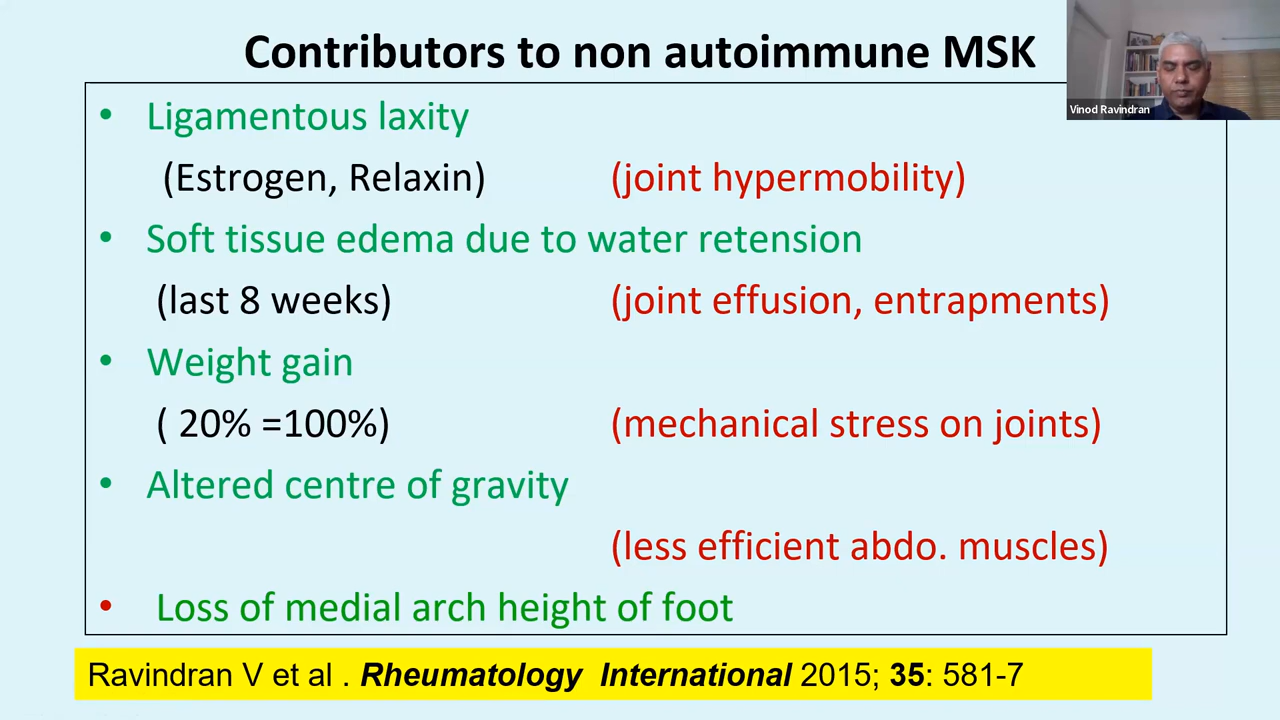 Contributors to non autoimmune MSK
Vinod Ravindran
• Ligamentous laxity
(Estrogen, Relaxin) (joint hypermobility)
• Soft tissue edema due to water retension
(last 8 weeks) (joint effusion, entrapments)
• Weight gain
( 20% =100%) (mechanical stress on joints)
• Altered centre of gravity
(less efficient abdo. muscles)
• Loss of medial arch height of foot
Ravindran V et al . Rheumatology International 2015; 35: 581-7